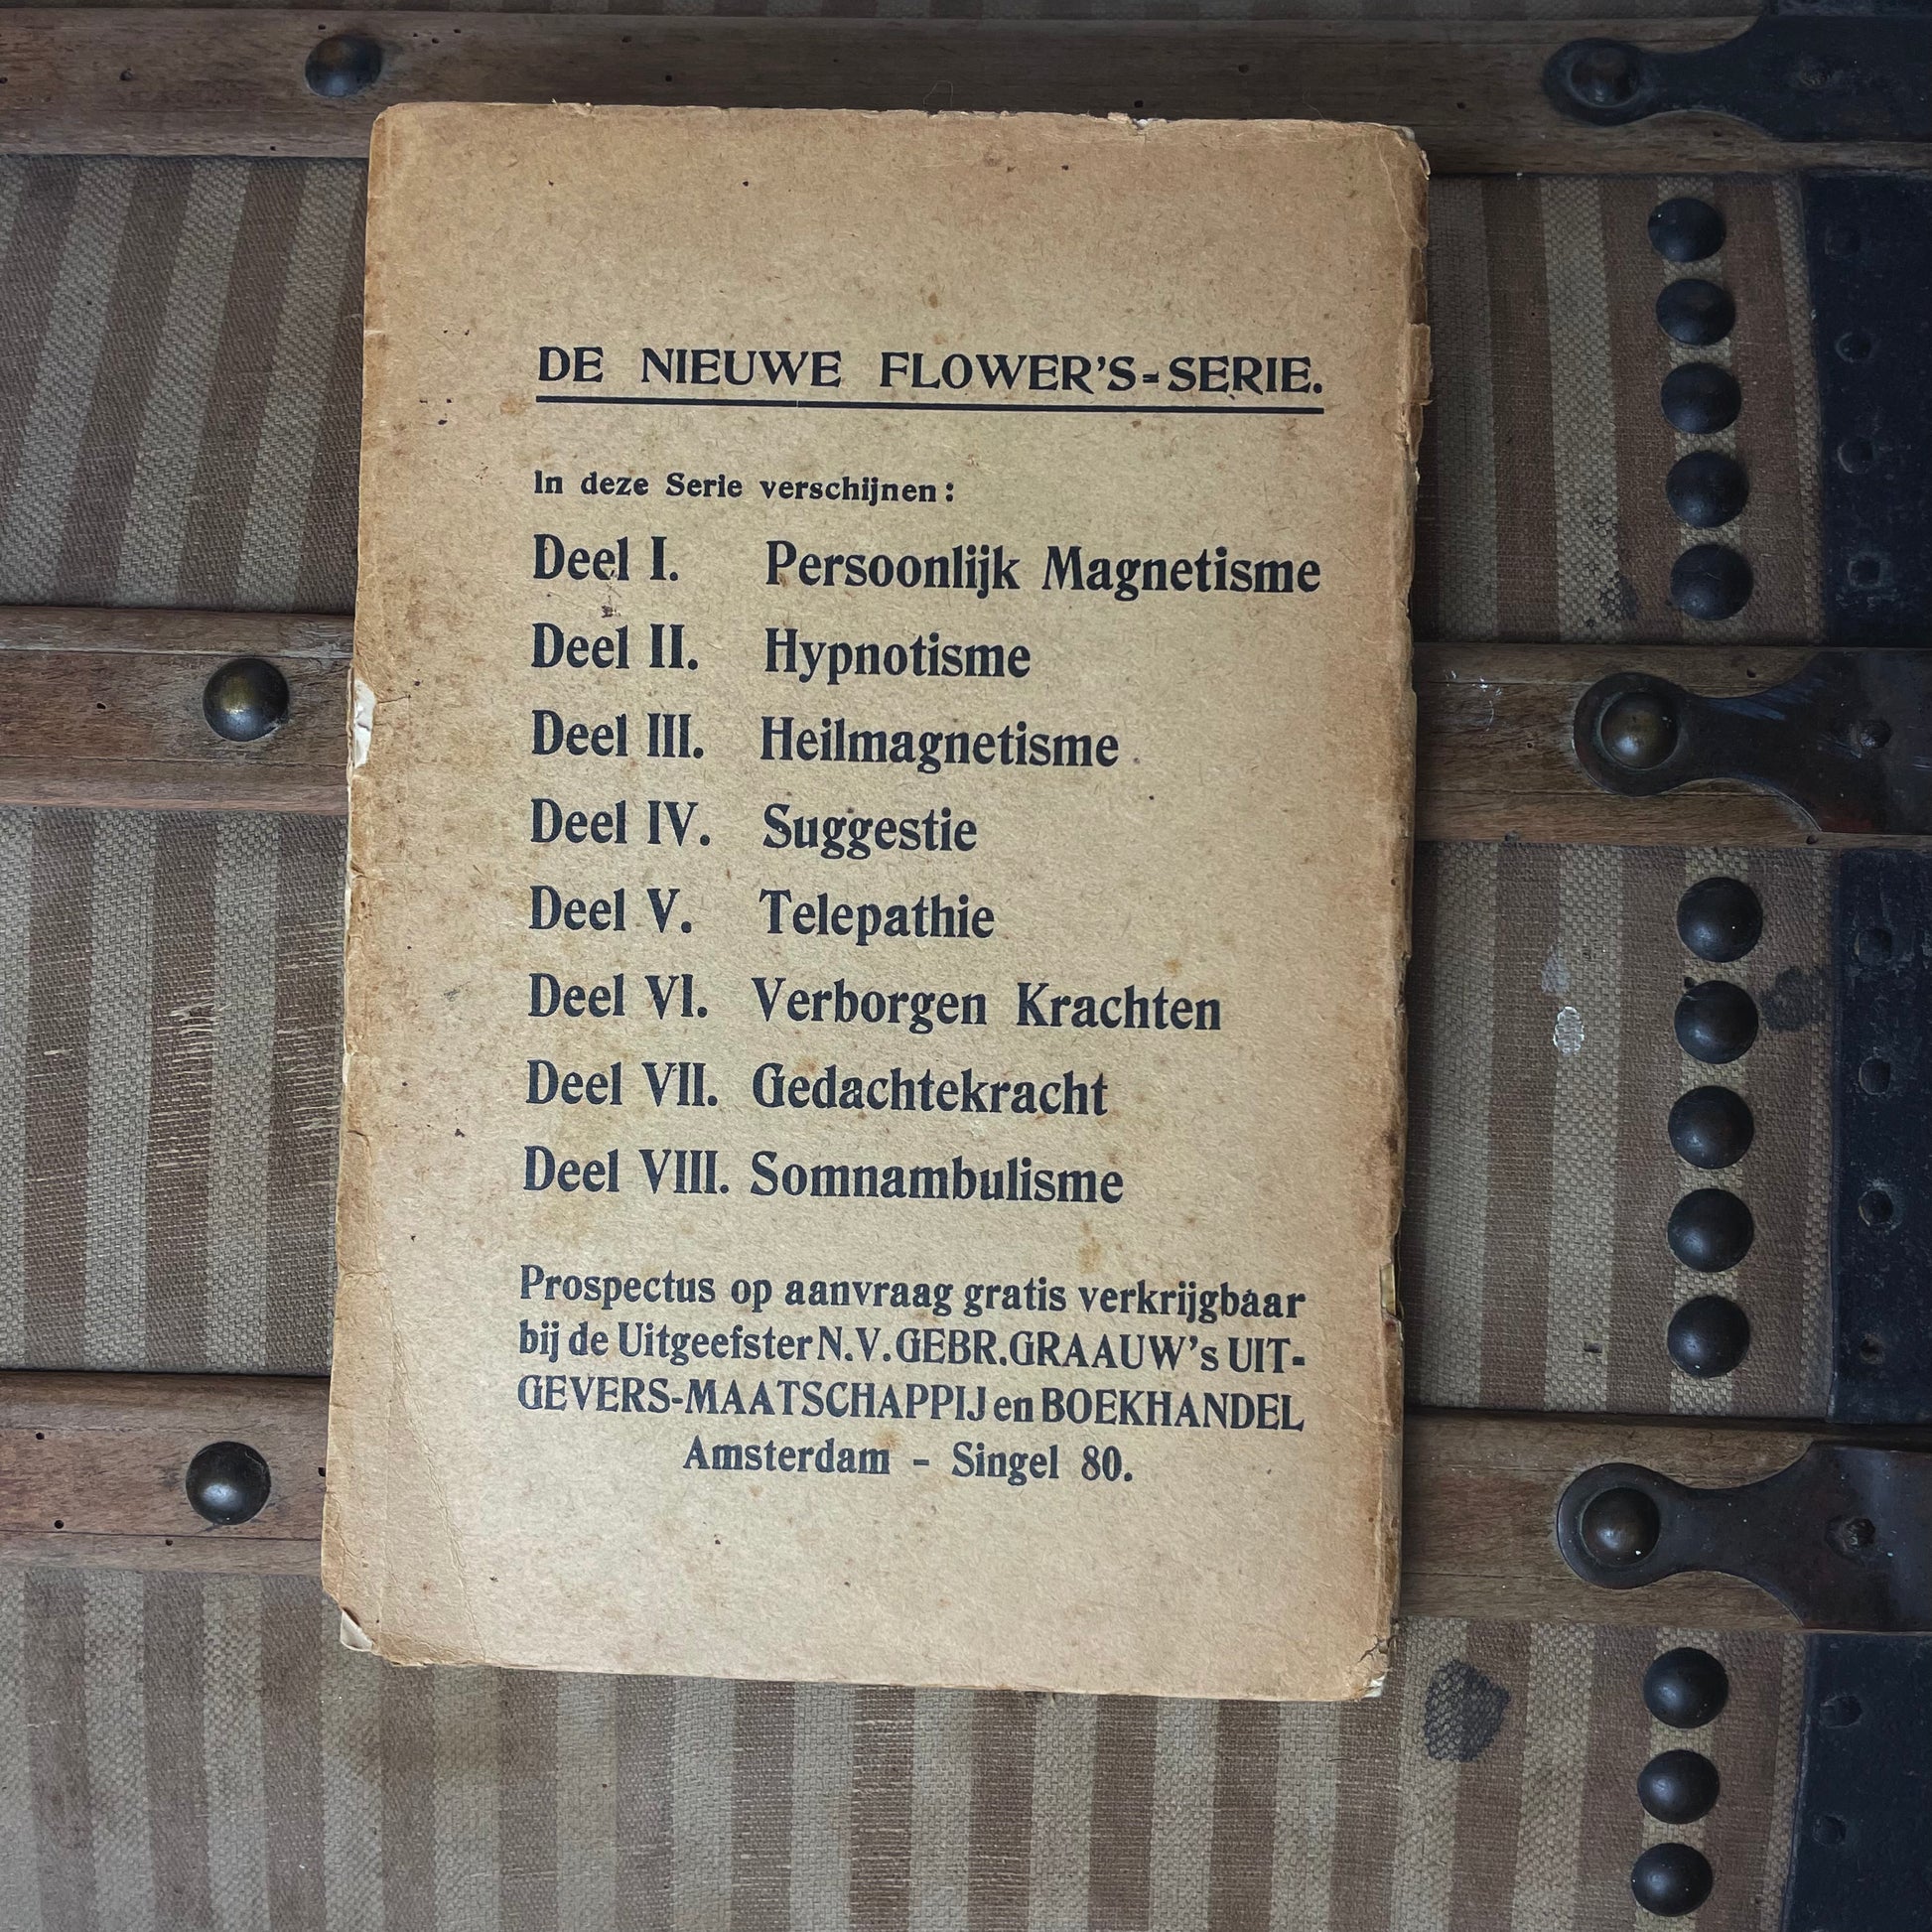 DE NIEUWE FLOWER'S-SERIE.
In deze Serie verschijnen:
Deel I. Persoonlijk Magnetisme
Deel II. Hypnotisme
Deel III. Heilmagnetisme
Deel IV. Suggestie
Deel V. Telepathie
Deel VI. Verborgen Krachten
Deel VII. Gedachtekracht
Deel VIII. Somnambulisme
Prospectus op aanvraag gratis verkrijgbaar
bij de Uitgeefster N.V. GEBR. GRAAUW's UIT-
GEVERS-MAATSCHAPPIJ en BOEKHANDEL
Amsterdam - Singel 80.